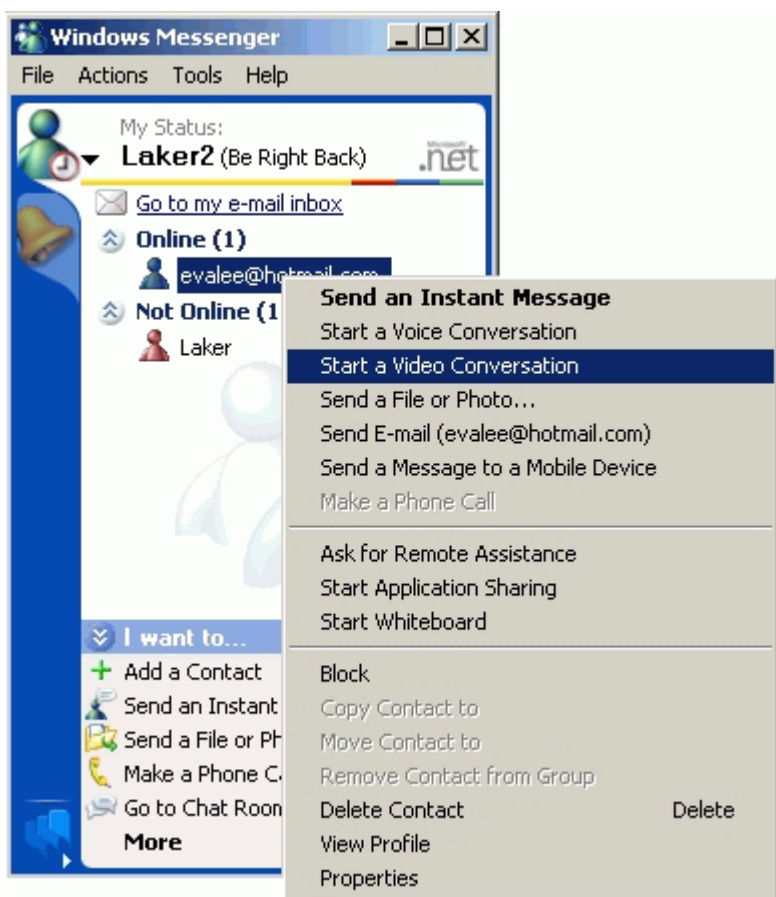 Windows Messenger
File Actions Tools Help
My Status:
Laker2 (Be Right Back)
Microsoft
.net
Go to my e-mail inbox
Online (1)
evalee@hotmail.com
Not Online (1
Laker
Send an Instant Message
Start a Voice Conversation
Start a Video Conversation
Send a File or Photo...
Send E-mail (evalee@hotmail.com)
Send a Message to a Mobile Device
Make a Phone Call
Ask for Remote Assistance
Start Application Sharing
Start Whiteboard
Block
Copy Contact to
Move Contact to
Remove Contact from Group
Delete Contact Delete
View Profile
Properties
I want to...
Add a Contact
Send an Instant
Send a File or Ph
Make a Phone C
Go to Chat Room
More